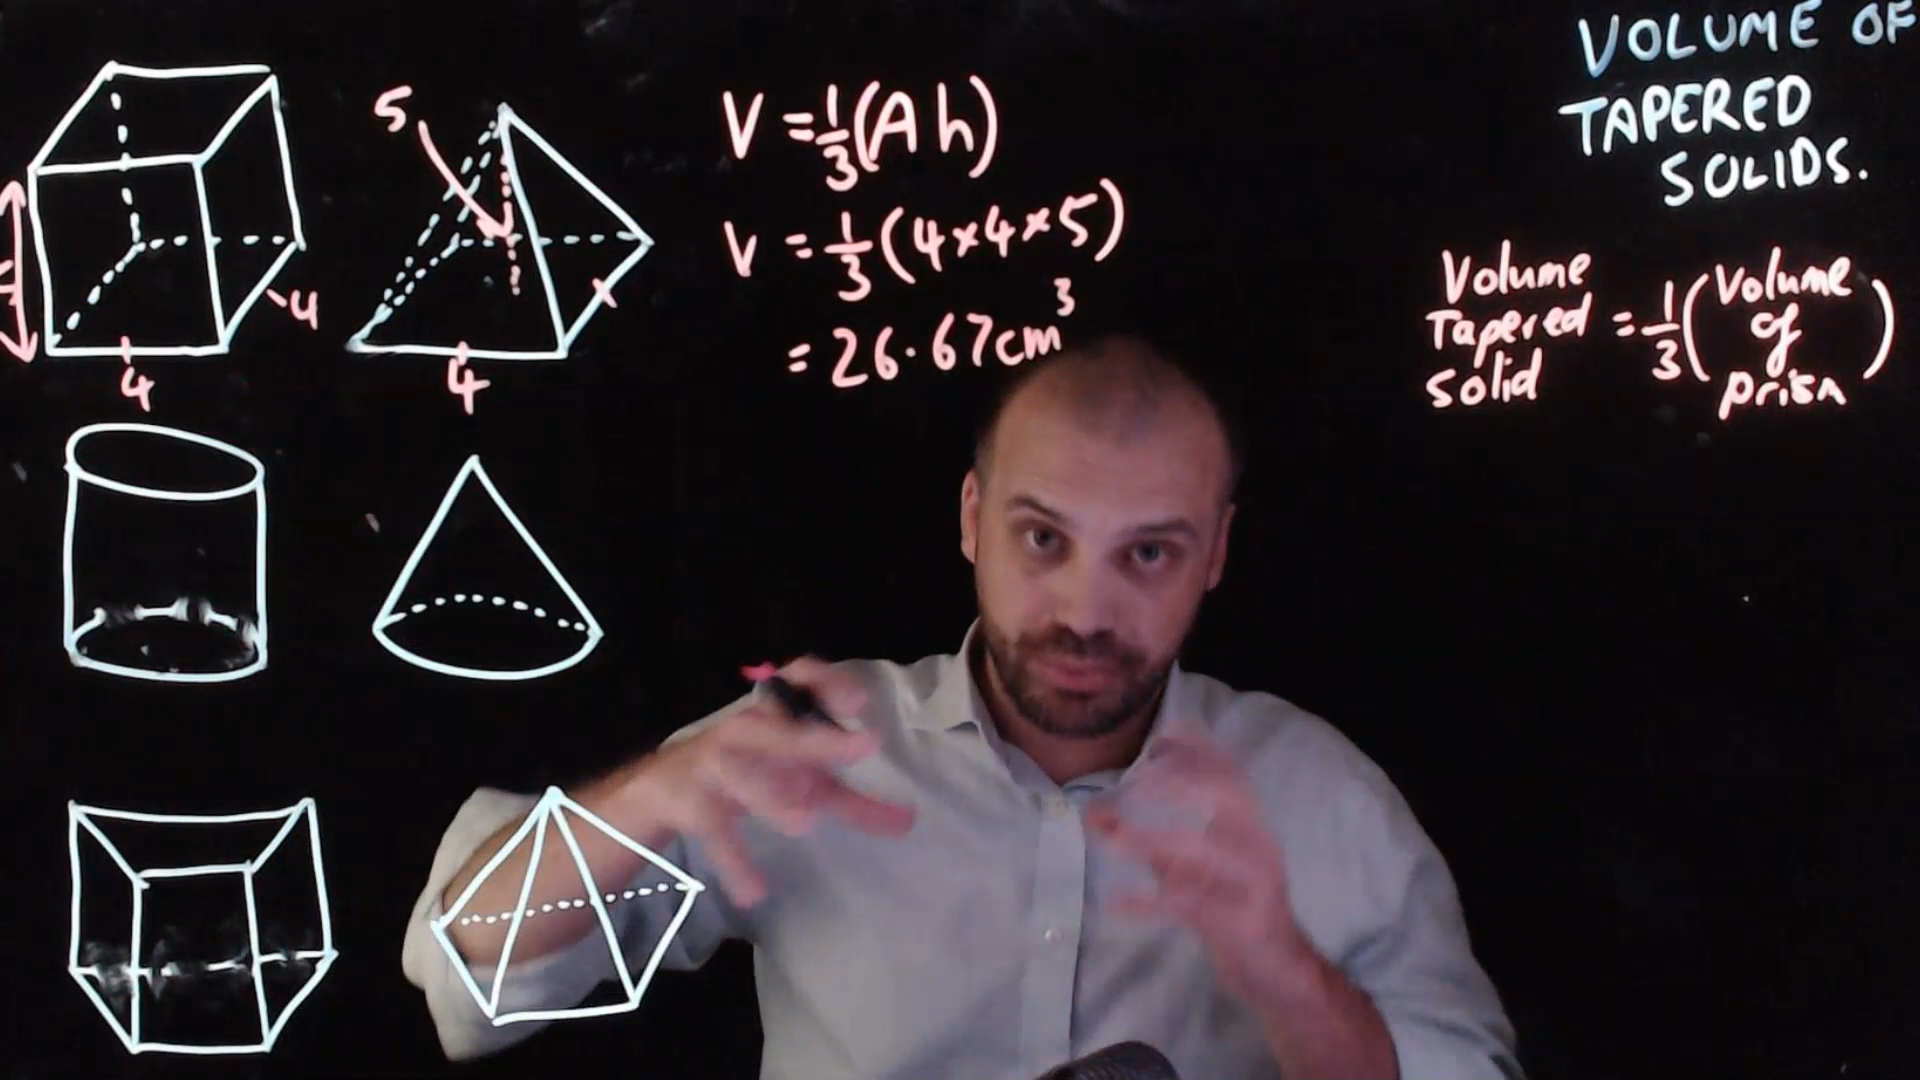 VOLUME OF
TAPERED
SOLIDS.
5
V = 1/3 (A h)
V = 1/3 (4×4×5)
= 26.67cm³
4
4
4
Volume Tapered Solid = 1/3 (Volume of prism)